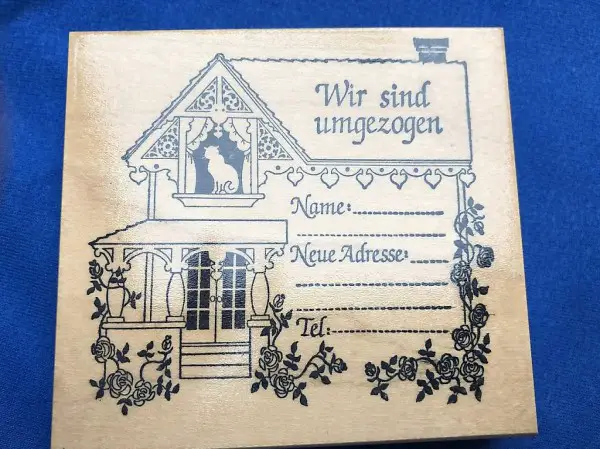 Wir sind
umgezogen
Name:
Neue Adresse:
Tel: